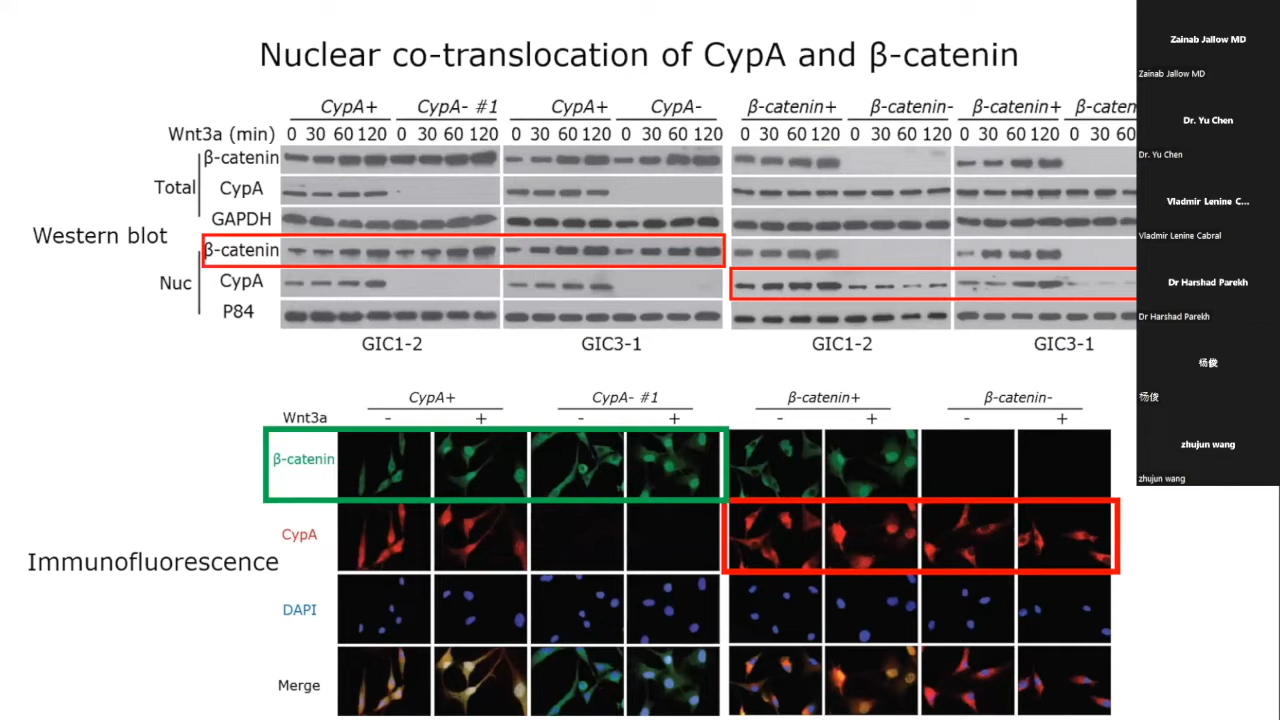 Nuclear co-translocation of CypA and β-catenin
CypA+ CypA- #1 CypA+ CypA- β-catenin+ β-catenin- β-catenin+ β-caten
Wnt3a (min) 0 30 60 120 0 30 60 120 0 30 60 120 0 30 60 120 0 30 60 120 0 30 60 120 0 30 60 120 0 30 60
β-catenin
Total CypA
GAPDH
Western blot
β-catenin
Nuc CypA
P84
GIC1-2 GIC3-1 GIC1-2 GIC3-1
CypA+ CypA- #1 β-catenin+ β-catenin-
Wnt3a - + - + - + - +
β-catenin
CypA
Immunofluorescence
DAPI
Merge
Zainab Jallow MD
Zainab Jallow MD
Dr. Yu Chen
Dr. Yu Chen
Vladmir Lenine C...
Vladmir Lenine Cabral
Dr Harshad Parekh
Dr Harshad Parekh
杨俊
杨俊
zhujun wang
zhujun wang